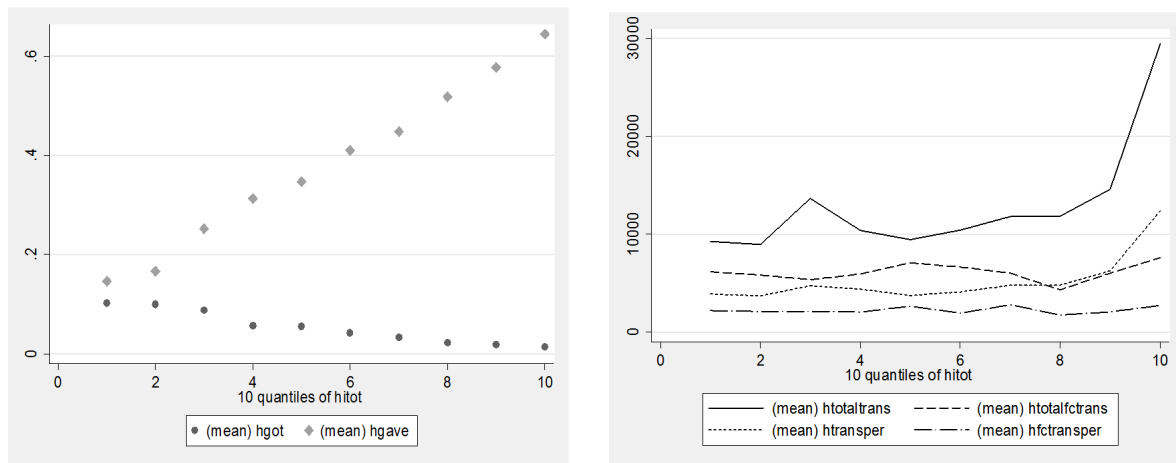 .6
.4
.2
0
0 2 4 6 8 10
10 quantiles of hitot
(mean) hgot (mean) hgave
30000
20000
10000
0
0 2 4 6 8 10
10 quantiles of hitot
(mean) htotaltrans (mean) htotalfctrans
(mean) htransper (mean) hfctransper